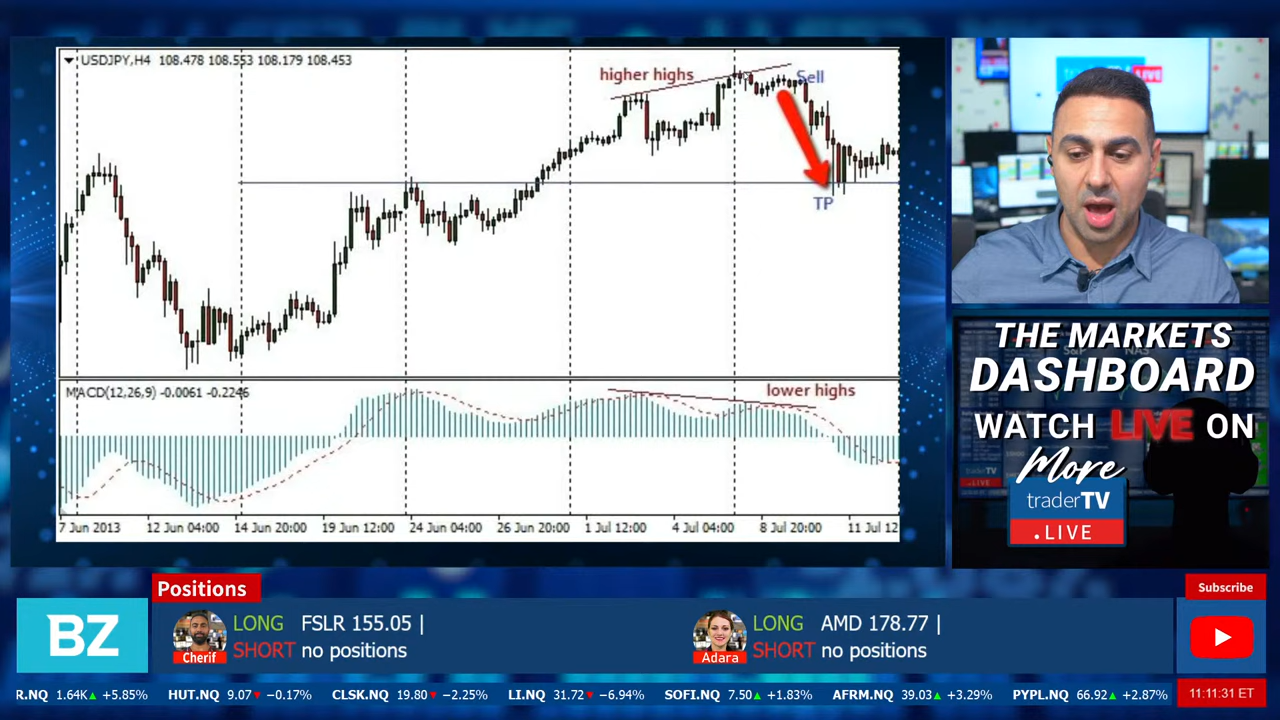 USDJPY,H4 108.478 108.553 108.179 108.453
higher highs
Sell
TP
MACD(12,26,9) -0.0061 -0.2246
lower highs
7 Jun 2013 12 Jun 04:00 14 Jun 20:00 19 Jun 12:00 24 Jun 04:00 26 Jun 20:00 1 Jul 12:00 4 Jul 04:00 8 Jul 20:00 11 Jul 12
THE MARKETS
DASHBOARD
WATCH LIVE ON
More
traderTV
.LIVE
Positions
Subscribe
BZ
Cherif
LONG FSLR 155.05 |
SHORT no positions
Adara
LONG AMD 178.77 |
SHORT no positions
R.NQ 1.64K▲ +5.85% HUT.NQ 9.07▼ −0.17% CLSK.NQ 19.80▼ −2.25% LI.NQ 31.72▼ −6.94% SOFI.NQ 7.50▲ +1.83% AFRM.NQ 39.03▲ +3.29% PYPL.NQ 66.92▲ +2.87%
11:11:31 ET